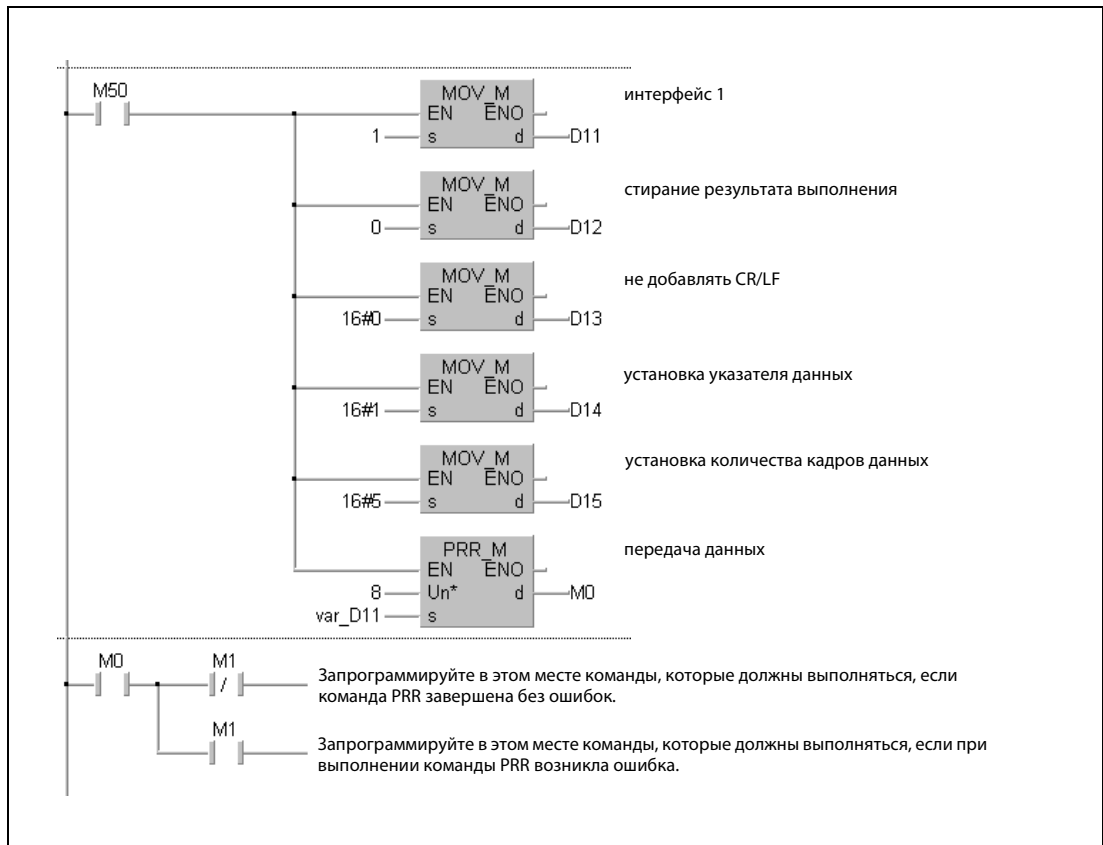 M50
MOV_M
интерфейс 1
EN ENO
1 s d D11
MOV_M
стирание результата выполнения
EN ENO
0 s d D12
MOV_M
не добавлять CR/LF
EN ENO
16#0 s d D13
MOV_M
установка указателя данных
EN ENO
16#1 s d D14
MOV_M
установка количества кадров данных
EN ENO
16#5 s d D15
PRR_M
передача данных
EN ENO
8 Un* d M0
var_D11 s
M0 M1
Запрограммируйте в этом месте команды, которые должны выполняться, если
команда PRR завершена без ошибок.
M1
Запрограммируйте в этом месте команды, которые должны выполняться, если при
выполнении команды PRR возникла ошибка.